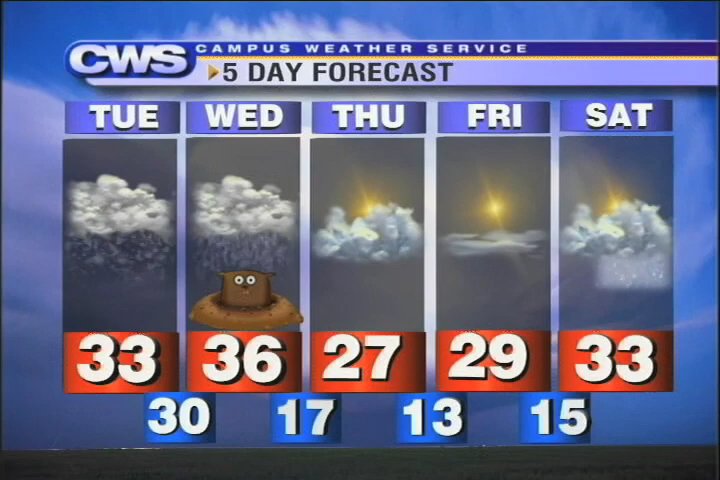 CWS CAMPUS WEATHER SERVICE
5 DAY FORECAST
TUE WED THU FRI SAT
33 36 27 29 33
30 17 13 15